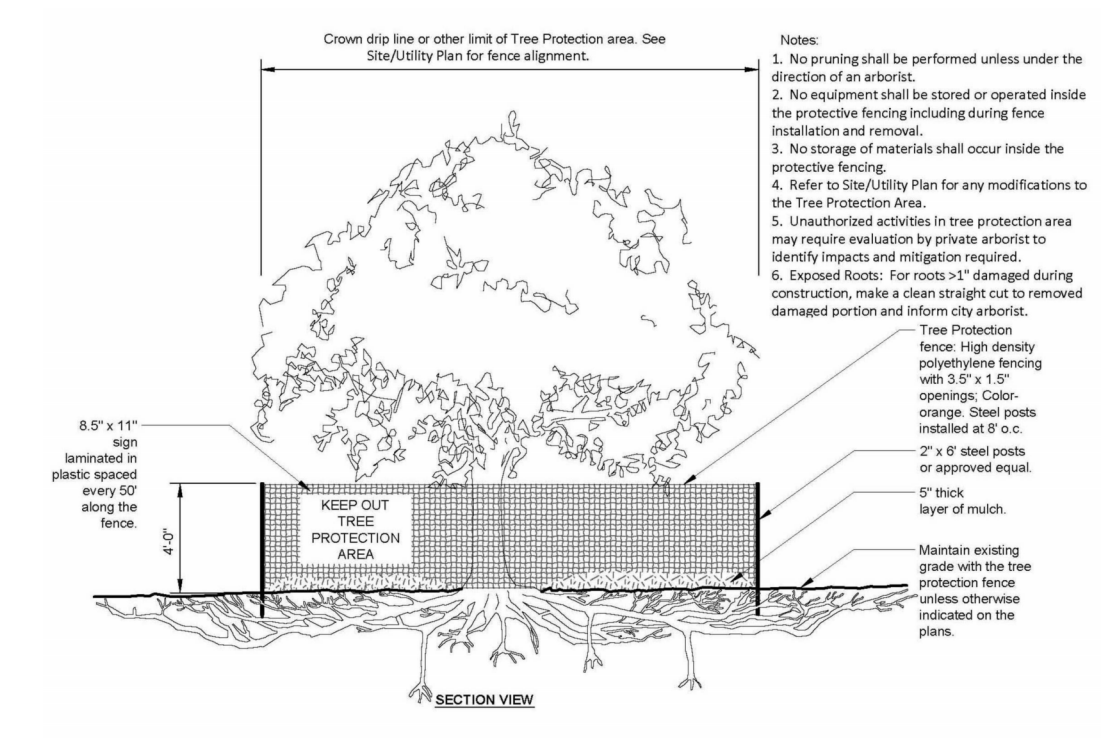 Crown drip line or other limit of Tree Protection area. See
Site/Utility Plan for fence alignment.
Notes:
1. No pruning shall be performed unless under the
direction of an arborist.
2. No equipment shall be stored or operated inside
the protective fencing including during fence
installation and removal.
3. No storage of materials shall occur inside the
protective fencing.
4. Refer to Site/Utility Plan for any modifications to
the Tree Protection Area.
5. Unauthorized activities in tree protection area
may require evaluation by private arborist to
identify impacts and mitigation required.
6. Exposed Roots: For roots >1" damaged during
construction, make a clean straight cut to removed
damaged portion and inform city arborist.
Tree Protection
fence: High density
polyethylene fencing
with 3.5" x 1.5"
openings; Color-
orange. Steel posts
installed at 8' o.c.
2" x 6' steel posts
or approved equal.
5" thick
layer of mulch.
Maintain existing
grade with the tree
protection fence
unless otherwise
indicated on the
plans.
8.5" x 11"
sign
laminated in
plastic spaced
every 50'
along the
fence.
4'-0"
KEEP OUT
TREE
PROTECTION
AREA
SECTION VIEW